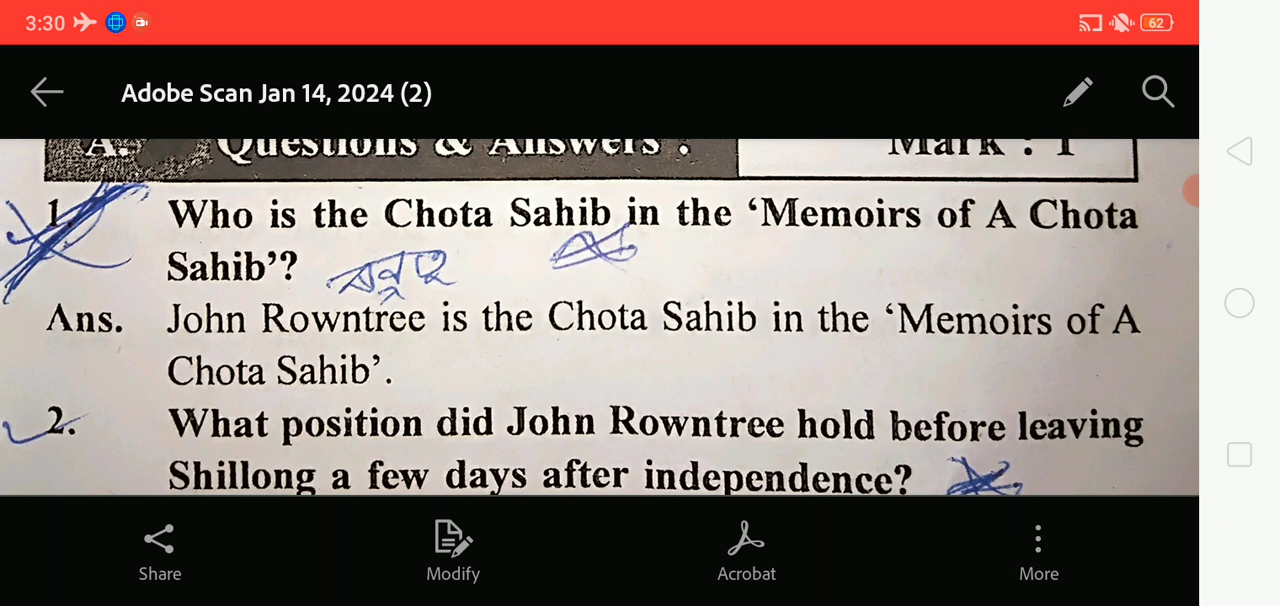 3:30
62
Adobe Scan Jan 14, 2024 (2)
A. Questions & Answers : Mark : 1
1. Who is the Chota Sahib in the ‘Memoirs of A Chota
Sahib’?
Ans. John Rowntree is the Chota Sahib in the ‘Memoirs of A
Chota Sahib’.
2. What position did John Rowntree hold before leaving
Shillong a few days after independence?
Share
Modify
Acrobat
More